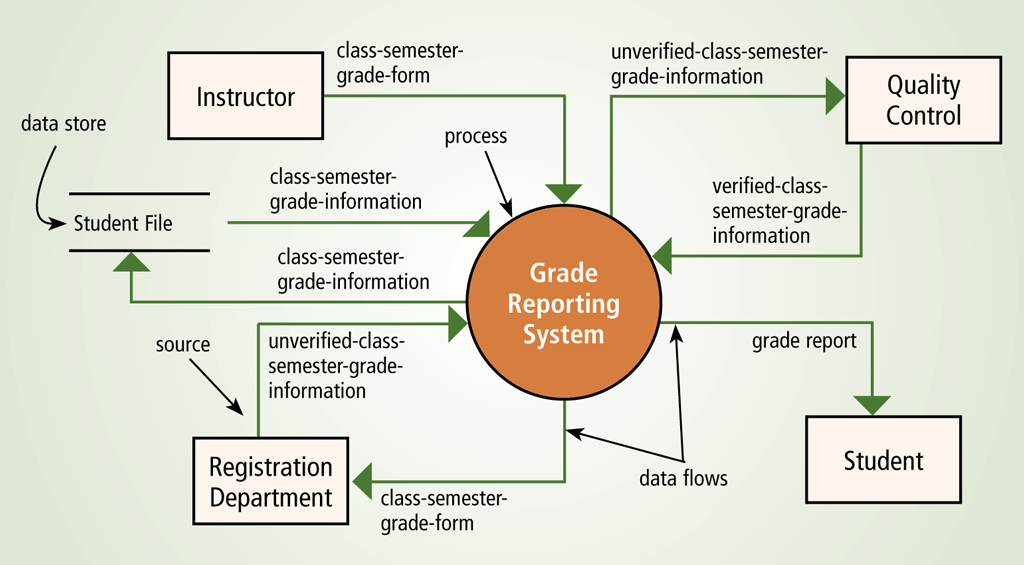 class-semester-
grade-form
Instructor
unverified-class-semester-
grade-information
Quality
Control
data store
process
class-semester-
grade-information
verified-class-
semester-grade-
information
Student File
class-semester-
grade-information
Grade
Reporting
System
source
unverified-class-
semester-grade-
information
grade report
Registration
Department
class-semester-
grade-form
data flows
Student